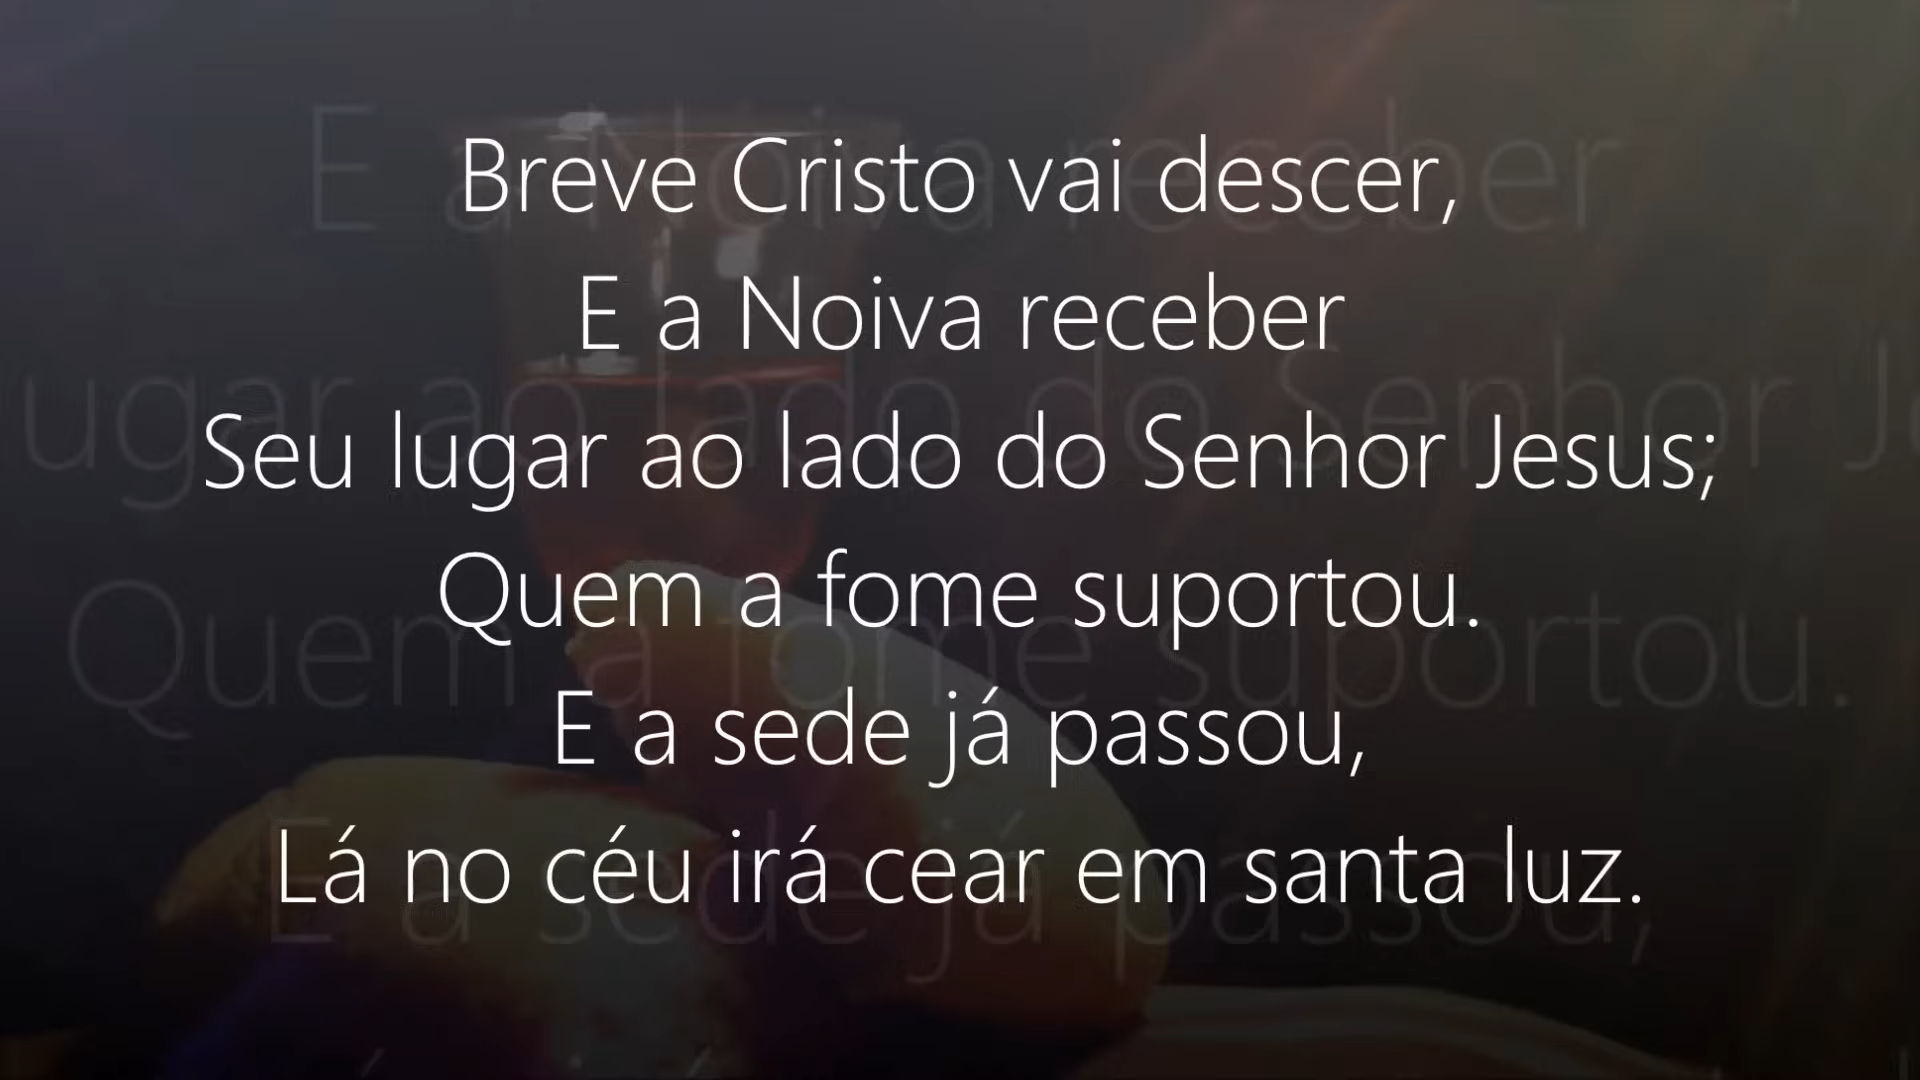 Breve Cristo vai descer,
E a Noiva receber
Seu lugar ao lado do Senhor Jesus;
Quem a fome suportou.
E a sede já passou,
Lá no céu irá cear em santa luz.